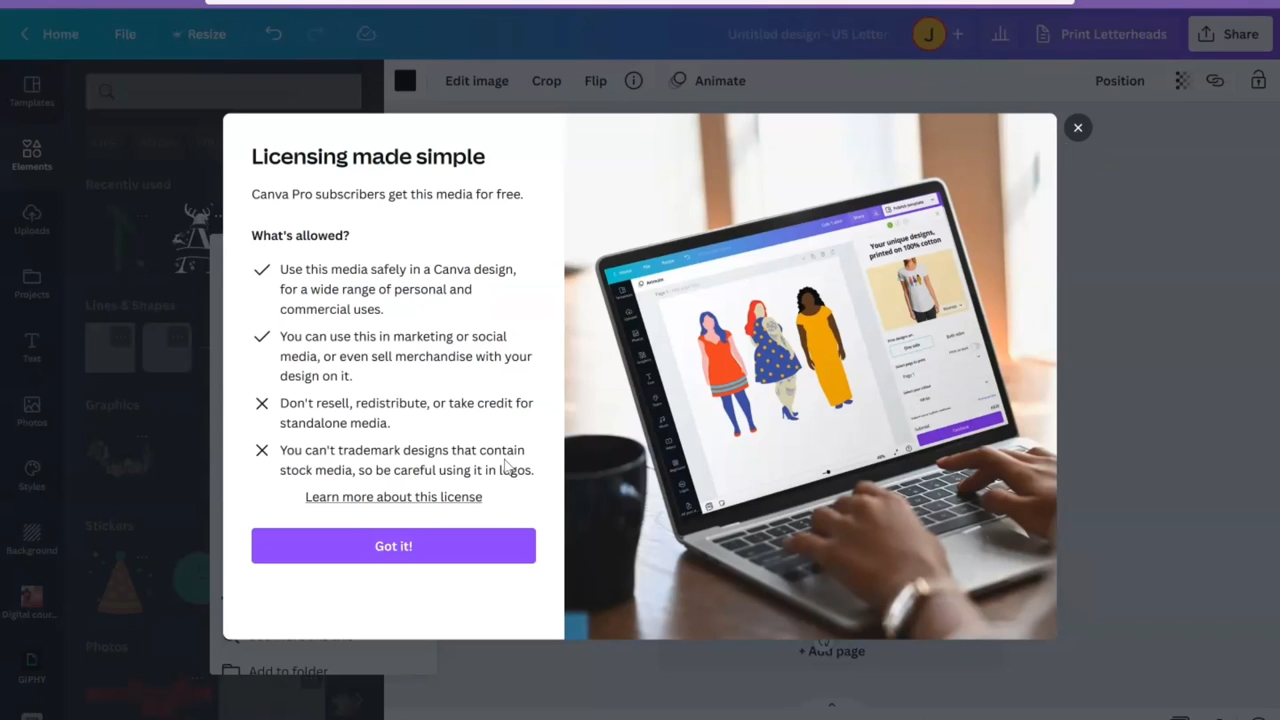 Home
File
Resize
Untitled design - US Letter
J
Print Letterheads
Share
Templates
Edit image
Crop
Flip
Animate
Position
Elements
Recently used
Uploads
Projects
Lines & Shapes
Text
Graphics
Photos
Styles
Stickers
Background
Digital cour...
Photos
GIPHY
Licensing made simple
Canva Pro subscribers get this media for free.
What's allowed?
Use this media safely in a Canva design,
for a wide range of personal and
commercial uses.
You can use this in marketing or social
media, or even sell merchandise with your
design on it.
Don't resell, redistribute, or take credit for
standalone media.
You can't trademark designs that contain
stock media, so be careful using it in logos.
Learn more about this license
Got it!
Your unique designs,
printed on 100% cotton
Add to folder
+ Add page